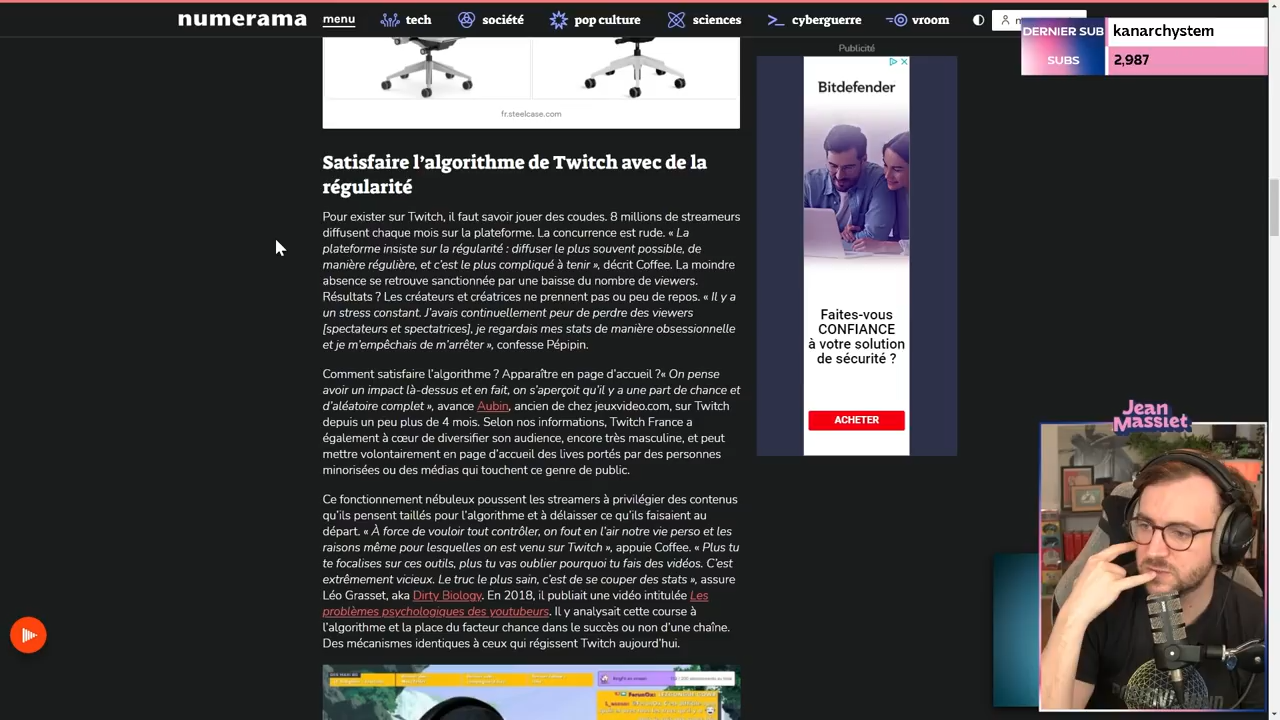 numerama
menu
tech
société
pop culture
sciences
cyberguerre
vroom
DERNIER SUB
kanarchystem
SUBS
2,987
Publicité
fr.steelcase.com
Satisfaire l'algorithme de Twitch avec de la
régularité
Pour exister sur Twitch, il faut savoir jouer des coudes. 8 millions de streameurs
diffusent chaque mois sur la plateforme. La concurrence est rude. « La
plateforme insiste sur la régularité : diffuser le plus souvent possible, de
manière régulière, et c'est le plus compliqué à tenir », décrit Coffee. La moindre
absence se retrouve sanctionnée par une baisse du nombre de viewers.
Résultats ? Les créateurs et créatrices ne prennent pas ou peu de repos. « Il y a
un stress constant. J'avais continuellement peur de perdre des viewers
[spectateurs et spectatrices], je regardais mes stats de manière obsessionnelle
et je m'empêchais de m'arrêter », confesse Pépipin.
Comment satisfaire l'algorithme ? Apparaître en page d'accueil ?« On pense
avoir un impact là-dessus et en fait, on s'aperçoit qu'il y a une part de chance et
d'aléatoire complet », avance Aubin, ancien de chez jeuxvideo.com, sur Twitch
depuis un peu plus de 4 mois. Selon nos informations, Twitch France a
également à cœur de diversifier son audience, encore très masculine, et peut
mettre volontairement en page d'accueil des lives portés par des personnes
minorisées ou des médias qui touchent ce genre de public.
Ce fonctionnement nébuleux poussent les streamers à privilégier des contenus
qu'ils pensent taillés pour l'algorithme et à délaisser ce qu'ils faisaient au
départ. « À force de vouloir tout contrôler, on fout en l'air notre vie perso et les
raisons même pour lesquelles on est venu sur Twitch », appuie Coffee. « Plus tu
te focalises sur ces outils, plus tu vas oublier pourquoi tu fais des vidéos. C'est
extrêmement vicieux. Le truc le plus sain, c'est de se couper des stats », assure
Léo Grasset, aka Dirty Biology. En 2018, il publiait une vidéo intitulée Les
problèmes psychologiques des youtubeurs. Il y analysait cette course à
l'algorithme et la place du facteur chance dans le succès ou non d'une chaîne.
Des mécanismes identiques à ceux qui régissent Twitch aujourd'hui.
Bitdefender
Faites-vous
CONFIANCE
à votre solution
de sécurité ?
ACHETER
Jean
Massiet